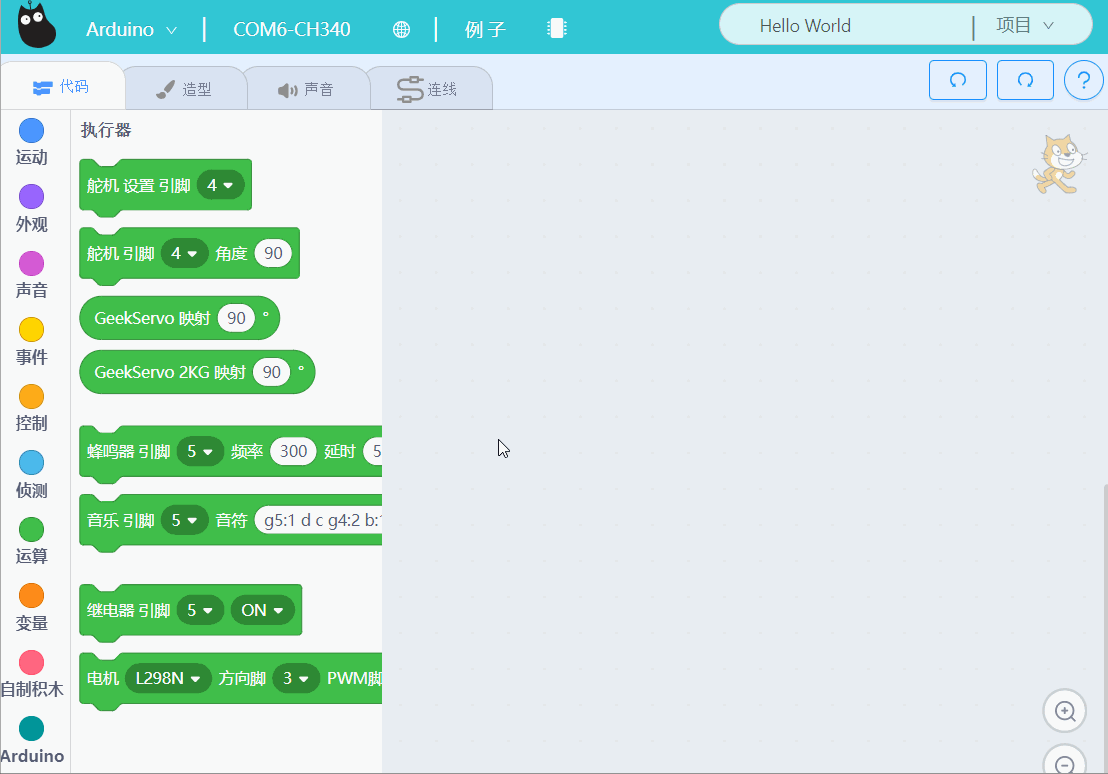 Arduino COM6-CH340 例子 Hello World 项目
代码 造型 声音 连线 ?
运动
外观
声音
事件
控制
侦测
运算
变量
自制积木
Arduino
执行器
舵机 设置 引脚 4
舵机 引脚 4 角度 90
GeekServo 映射 90 °
GeekServo 2KG 映射 90 °
蜂鸣器 引脚 5 频率 300 延时 5
音乐 引脚 5 音符 g5:1 d c g4:2 b:
继电器 引脚 5 ON
电机 L298N 方向脚 3 PWM脚